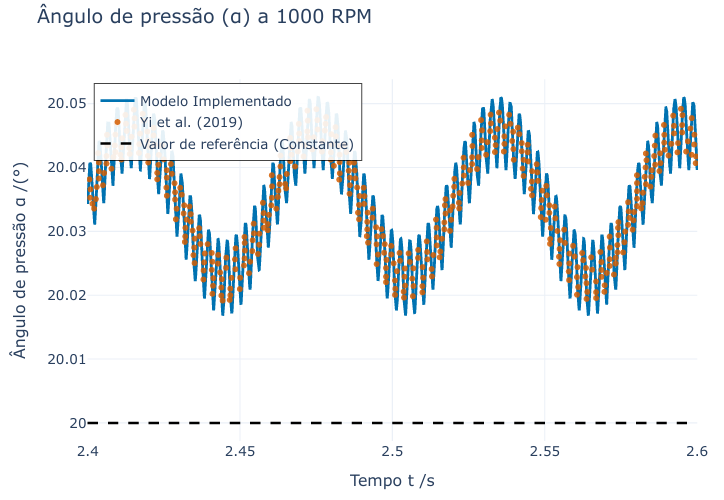 Ângulo de pressão (α) a 1000 RPM
Modelo Implementado
Yi et al. (2019)
Valor de referência (Constante)
20.05
20.04
20.03
20.02
20.01
20
Ângulo de pressão α /(°)
2.4
2.45
2.5
2.55
2.6
Tempo t /s